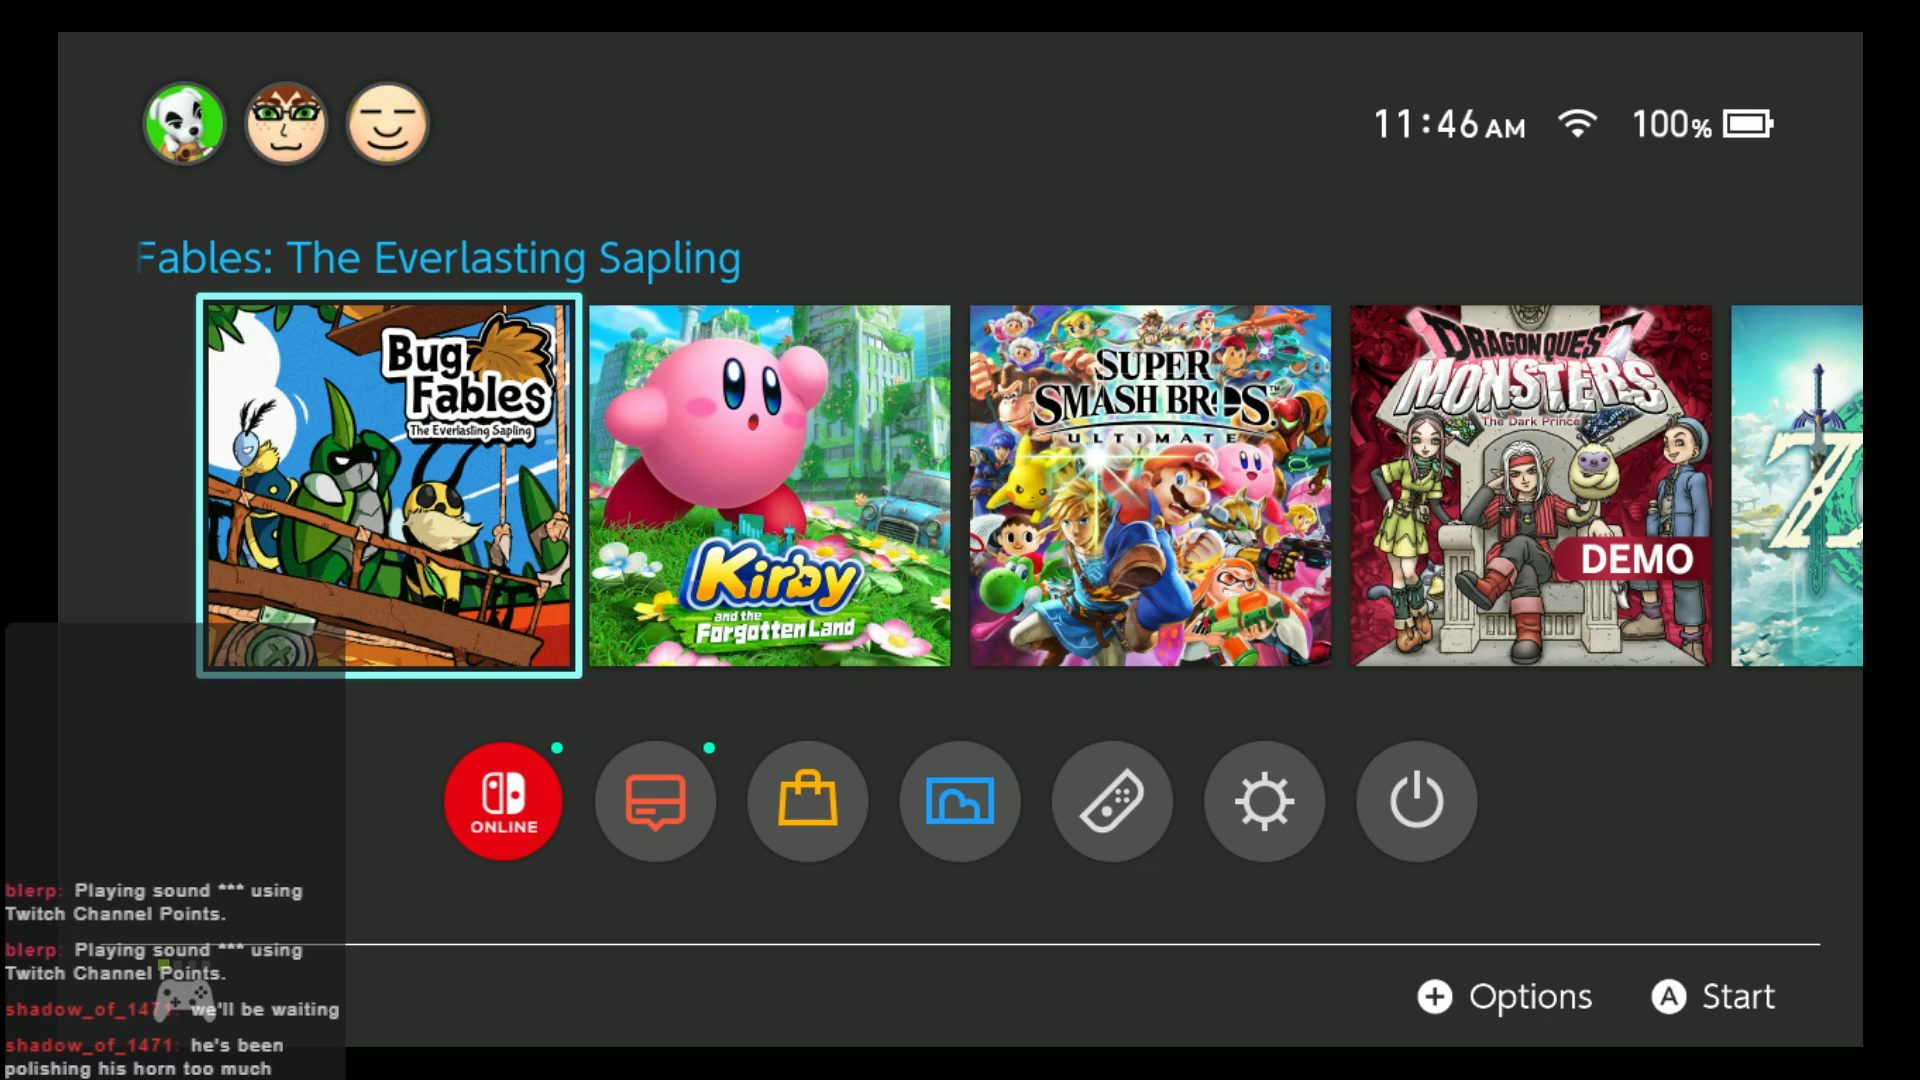 11:46 AM
100%
Fables: The Everlasting Sapling
Bug
Fables
The Everlasting Sapling
Kirby
and the
Forgotten Land
SUPER
SMASH BROS.™
ULTIMATE
DRAGON QUEST
MONSTERS
The Dark Prince
DEMO
Z
ONLINE
blerp: Playing sound *** using
Twitch Channel Points.
blerp: Playing sound *** using
Twitch Channel Points.
shadow_of_1471: we'll be waiting
shadow_of_1471: he's been
polishing his horn too much
+ Options
A Start